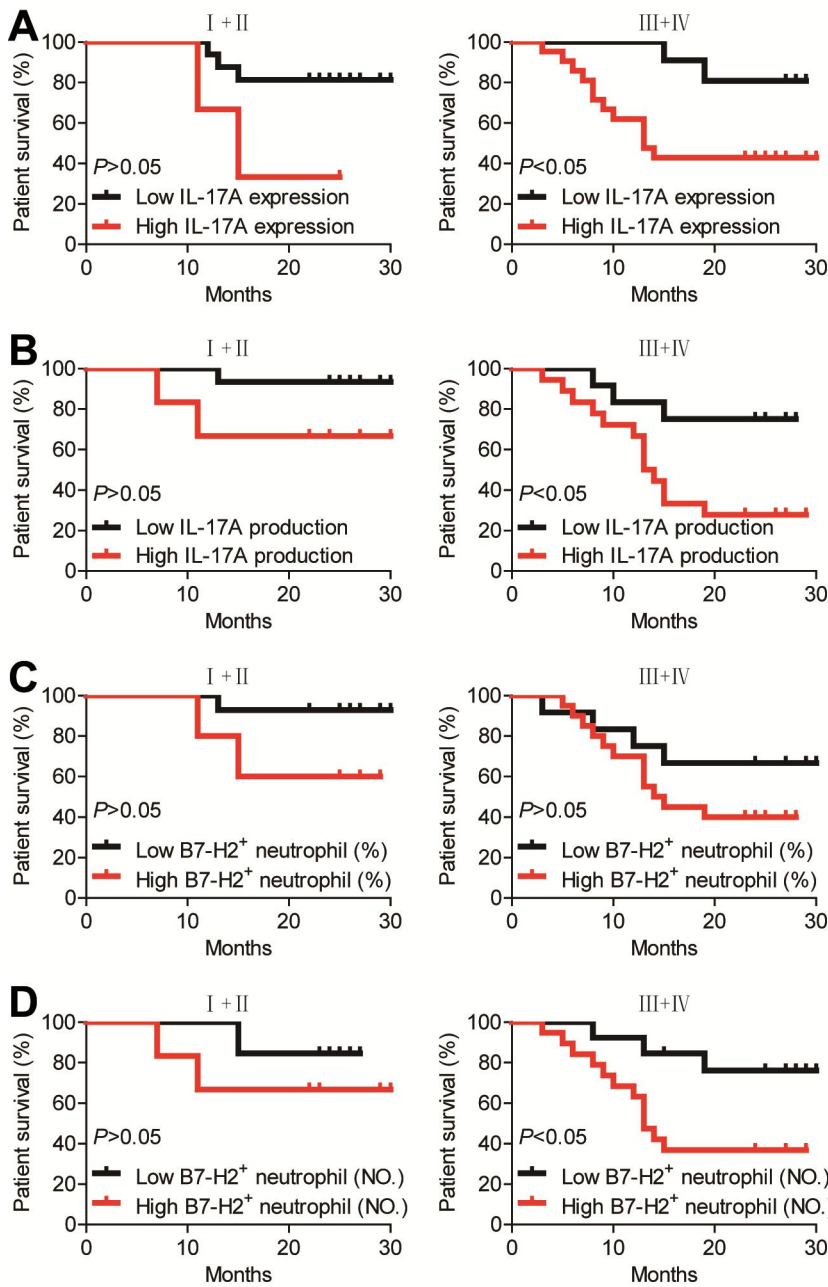 A
I + II
Patient survival (%)
100
80
60
40
20
0
P>0.05
Low IL-17A expression
High IL-17A expression
0 10 20 30
Months
III+IV
Patient survival (%)
100
80
60
40
20
0
P<0.05
Low IL-17A expression
High IL-17A expression
0 10 20 30
Months
B
I + II
Patient survival (%)
100
80
60
40
20
0
P>0.05
Low IL-17A production
High IL-17A production
0 10 20 30
Months
III+IV
Patient survival (%)
100
80
60
40
20
0
P<0.05
Low IL-17A production
High IL-17A production
0 10 20 30
Months
C
I + II
Patient survival (%)
100
80
60
40
20
0
P>0.05
Low B7-H2⁺ neutrophil (%)
High B7-H2⁺ neutrophil (%)
0 10 20 30
Months
III+IV
Patient survival (%)
100
80
60
40
20
0
P>0.05
Low B7-H2⁺ neutrophil (%)
High B7-H2⁺ neutrophil (%)
0 10 20 30
Months
D
I + II
Patient survival (%)
100
80
60
40
20
0
P>0.05
Low B7-H2⁺ neutrophil (NO.)
High B7-H2⁺ neutrophil (NO.)
0 10 20 30
Months
III+IV
Patient survival (%)
100
80
60
40
20
0
P<0.05
Low B7-H2⁺ neutrophil (NO.)
High B7-H2⁺ neutrophil (NO.)
0 10 20 30
Months